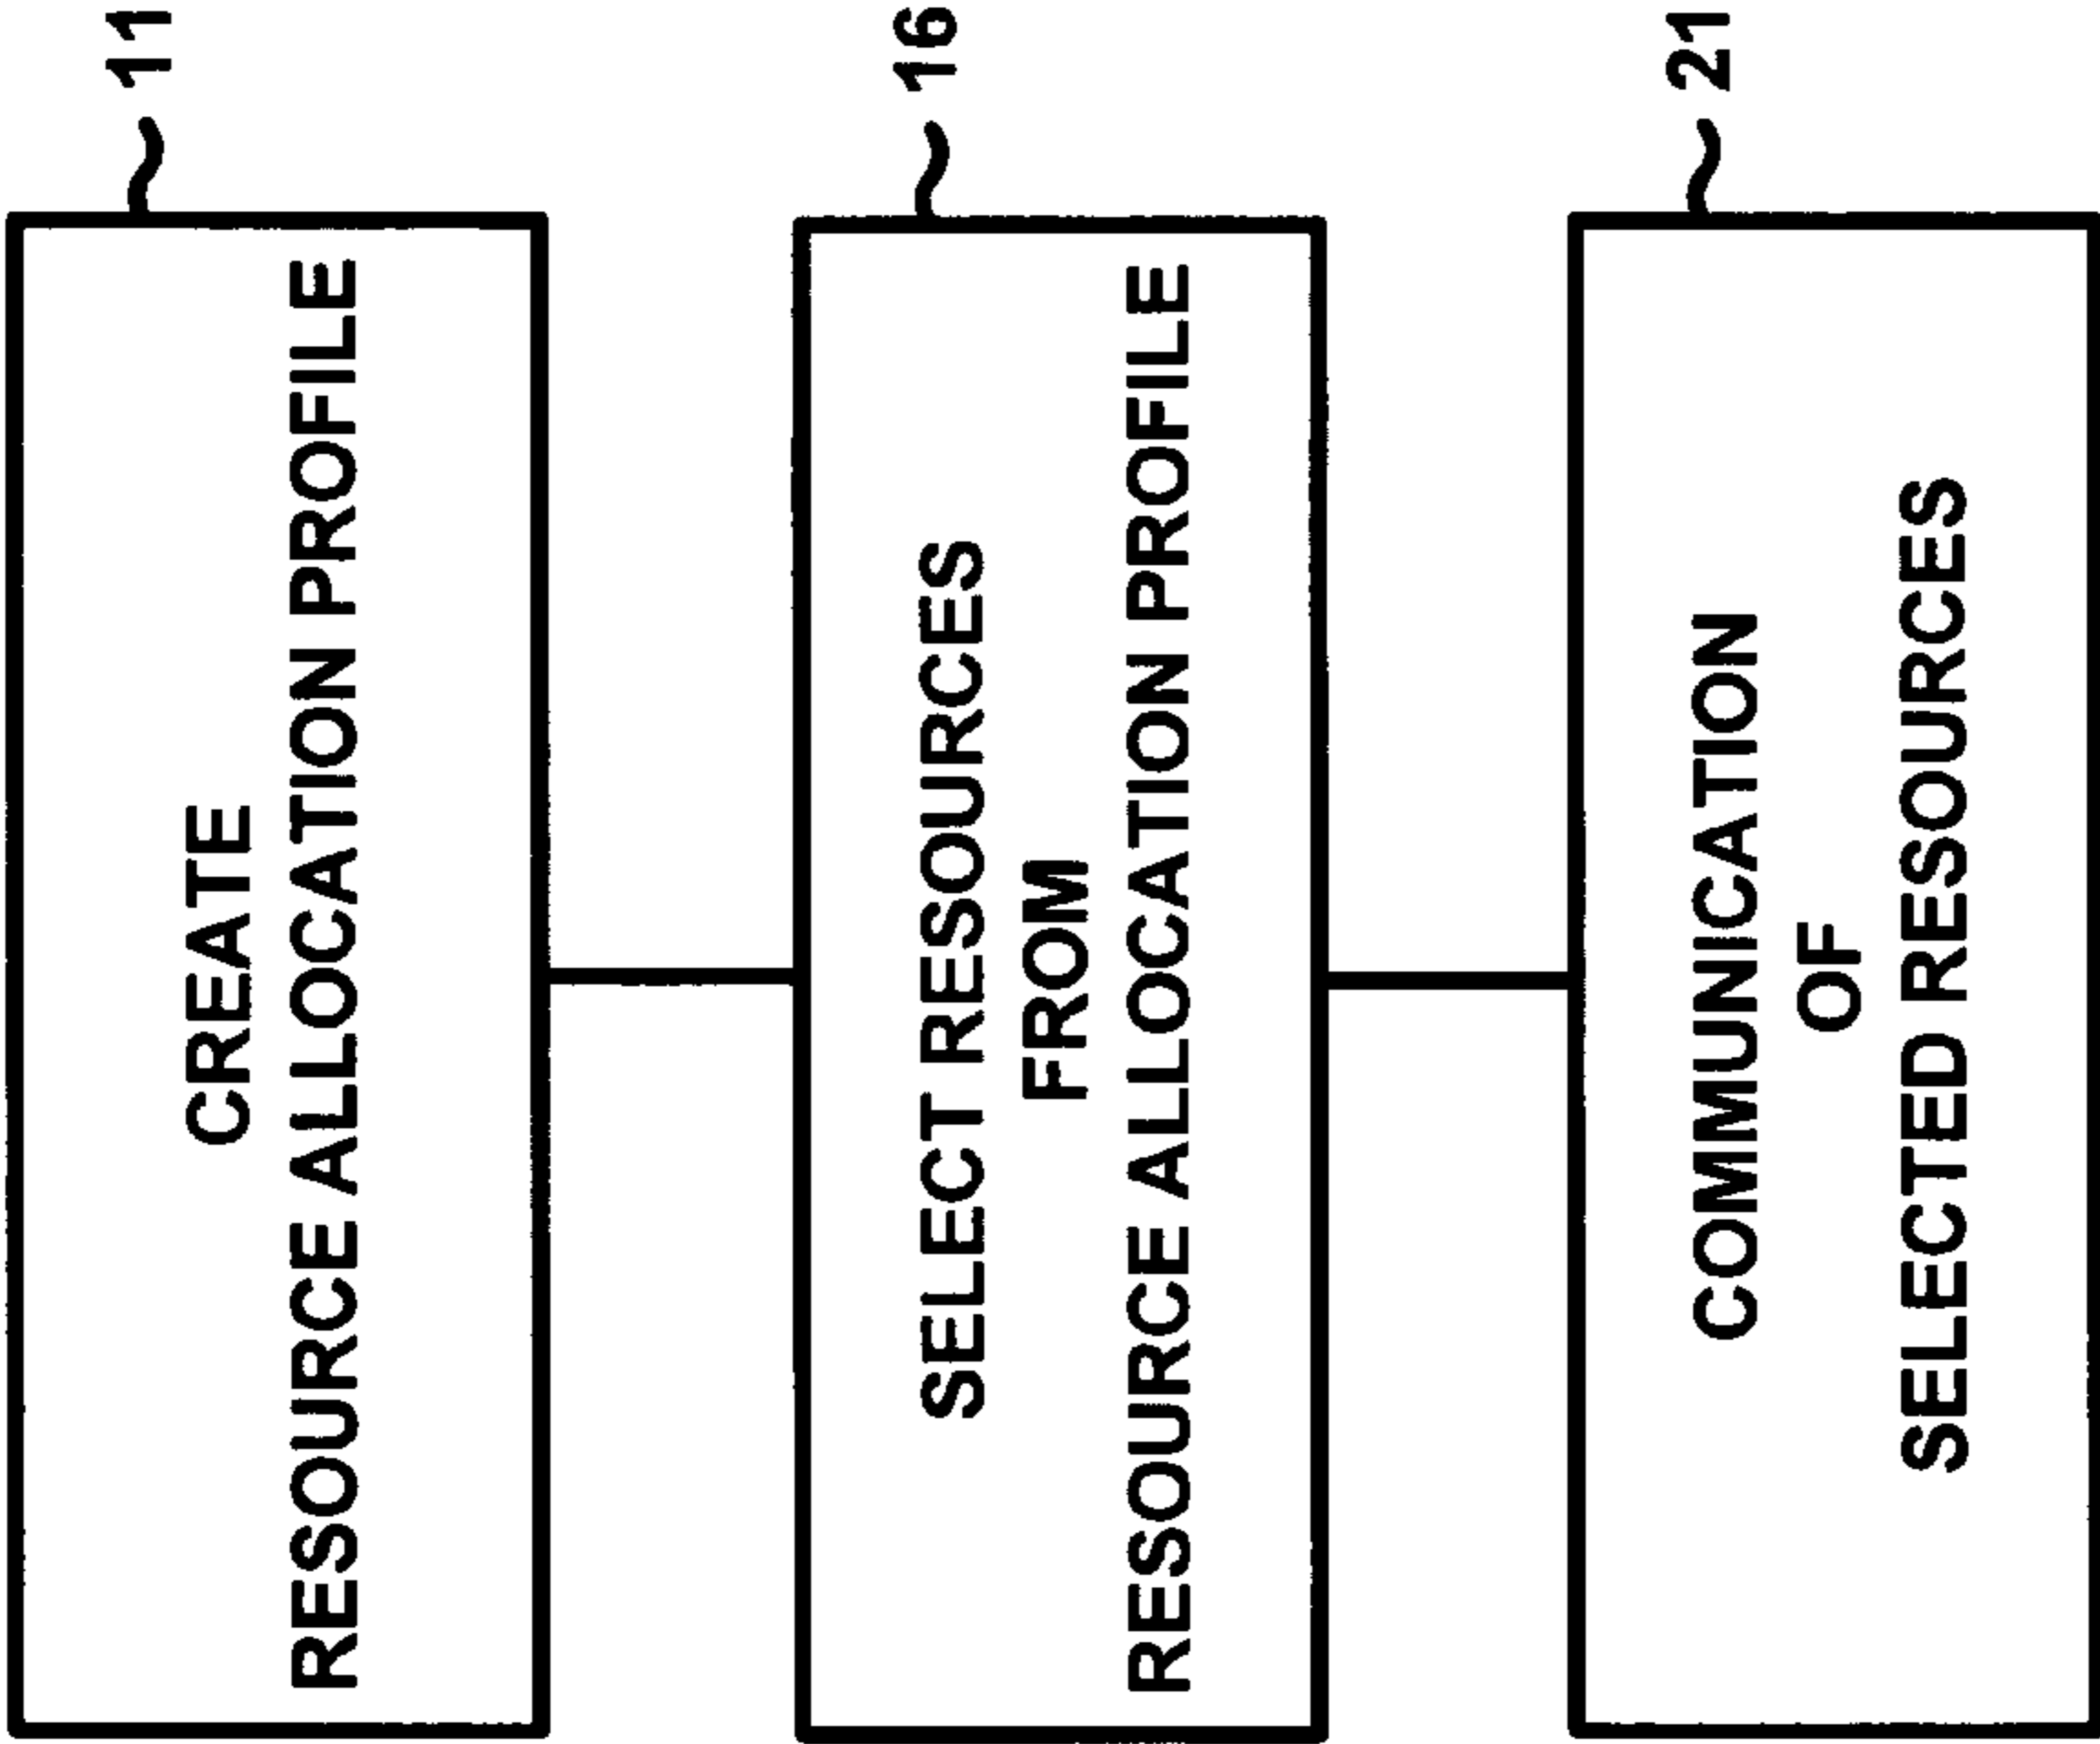 11
CREATE
RESOURCE ALLOCATION PROFILE
16
SELECT RESOURCES
FROM
RESOURCE ALLOCATION PROFILE
21
COMMUNICATION
OF
SELECTED RESOURCES